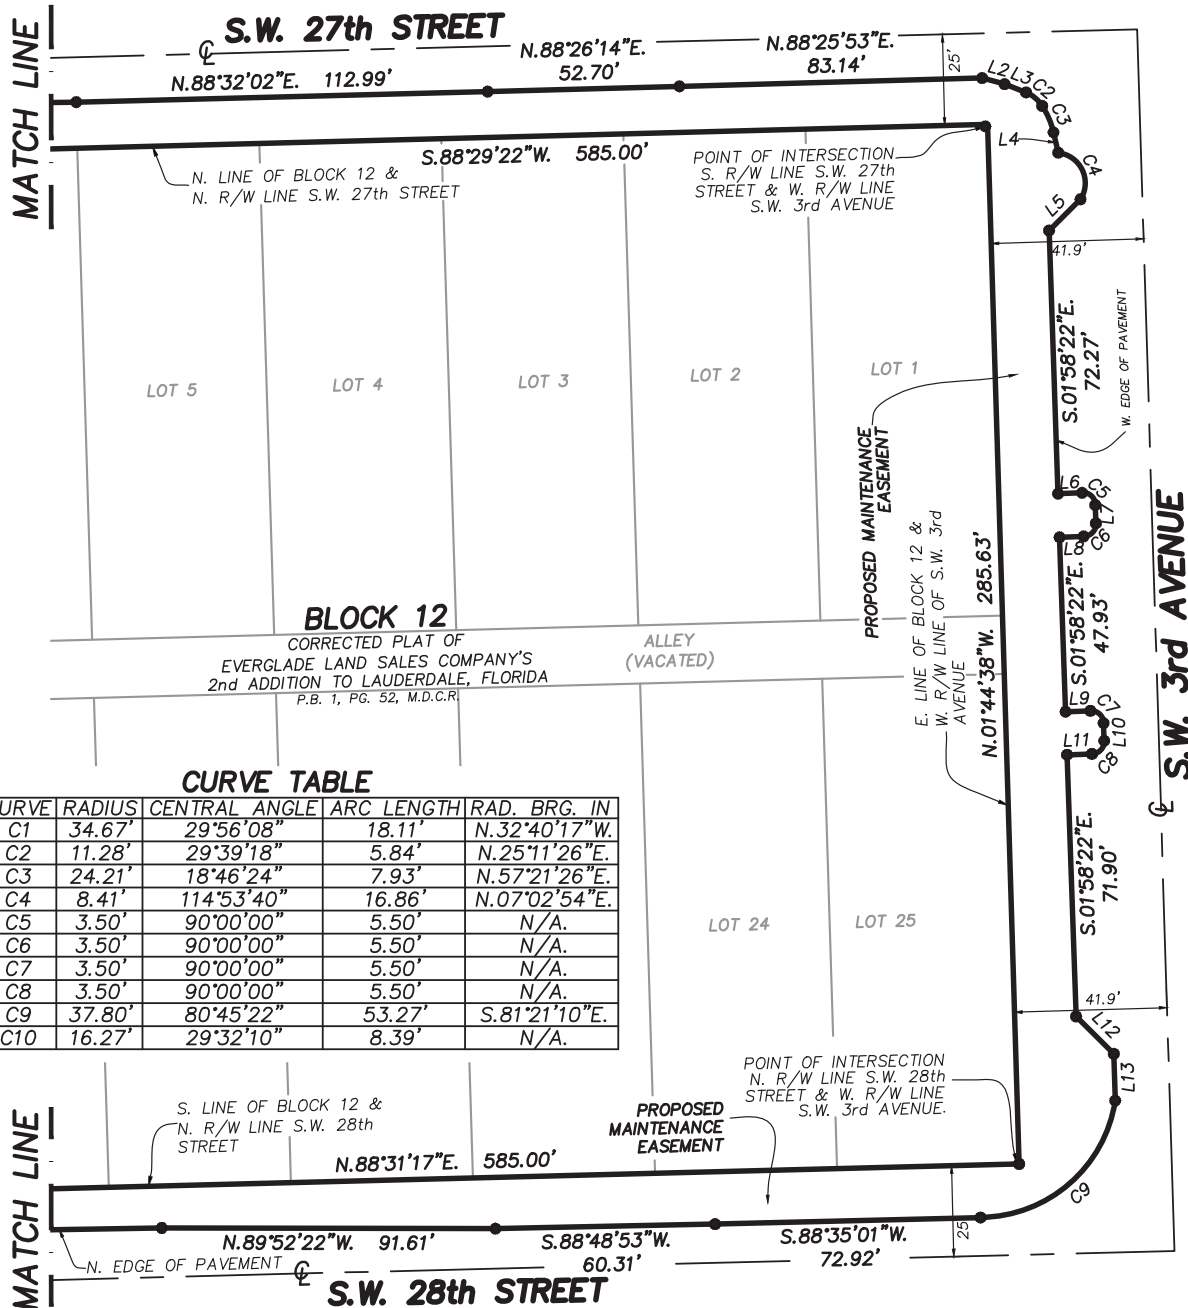 MATCH LINE
S.W. 27th STREET
℄
N.88°32'02"E. 112.99'
N.88°26'14"E.
52.70'
N.88°25'53"E.
83.14'
25'
L2
L3
C2
C3
L4
C4
L5
S.88°29'22"W. 585.00'
N. LINE OF BLOCK 12 &
N. R/W LINE S.W. 27th STREET
POINT OF INTERSECTION
S. R/W LINE S.W. 27th
STREET & W. R/W LINE
S.W. 3rd AVENUE
41.9'
S.01°58'22"E.
72.27'
W. EDGE OF PAVEMENT
LOT 5
LOT 4
LOT 3
LOT 2
LOT 1
PROPOSED MAINTENANCE
EASEMENT
L6
C5
L7
C6
L8
E. LINE OF BLOCK 12 &
W. R/W LINE OF S.W. 3rd
AVENUE
N.01°44'38"W. 285.63'
S.01°58'22"E.
47.93'
S.W. 3rd AVENUE
℄
BLOCK 12
CORRECTED PLAT OF
EVERGLADE LAND SALES COMPANY'S
2nd ADDITION TO LAUDERDALE, FLORIDA
P.B. 1, PG. 52, M.D.C.R.
ALLEY
(VACATED)
L9
C7
L10
L11
C8
S.01°58'22"E.
71.90'
CURVE TABLE
URVE RADIUS CENTRAL ANGLE ARC LENGTH RAD. BRG. IN
C1 34.67' 29°56'08" 18.11' N.32°40'17"W.
C2 11.28' 29°39'18" 5.84' N.25°11'26"E.
C3 24.21' 18°46'24" 7.93' N.57°21'26"E.
C4 8.41' 114°53'40" 16.86' N.07°02'54"E.
C5 3.50' 90°00'00" 5.50' N/A.
C6 3.50' 90°00'00" 5.50' N/A.
C7 3.50' 90°00'00" 5.50' N/A.
C8 3.50' 90°00'00" 5.50' N/A.
C9 37.80' 80°45'22" 53.27' S.81°21'10"E.
C10 16.27' 29°32'10" 8.39' N/A.
LOT 24
LOT 25
41.9'
L12
L13
C9
POINT OF INTERSECTION
N. R/W LINE S.W. 28th
STREET & W. R/W LINE
S.W. 3rd AVENUE.
PROPOSED
MAINTENANCE
EASEMENT
S. LINE OF BLOCK 12 &
N. R/W LINE S.W. 28th
STREET
N.88°31'17"E. 585.00'
MATCH LINE
N.89°52'22"W. 91.61'
S.88°48'53"W.
60.31'
S.88°35'01"W.
72.92'
25'
N. EDGE OF PAVEMENT
℄
S.W. 28th STREET